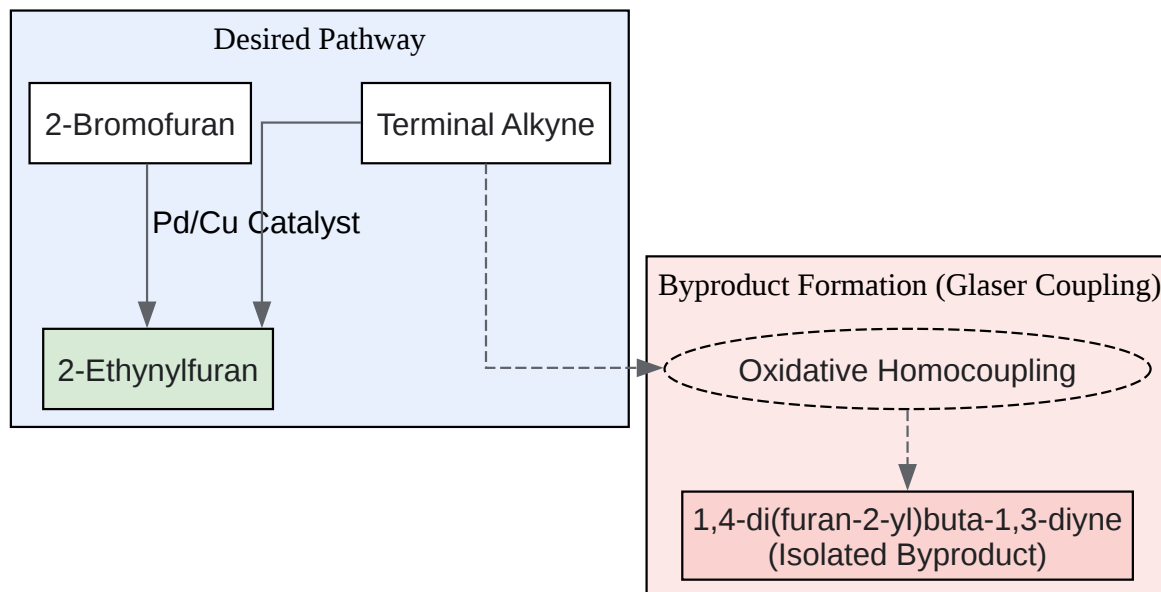 Desired Pathway
2-Bromofuran
Terminal Alkyne
Pd/Cu Catalyst
2-Ethynylfuran
Byproduct Formation (Glaser Coupling)
Oxidative Homocoupling
1,4-di(furan-2-yl)buta-1,3-diyne
(Isolated Byproduct)